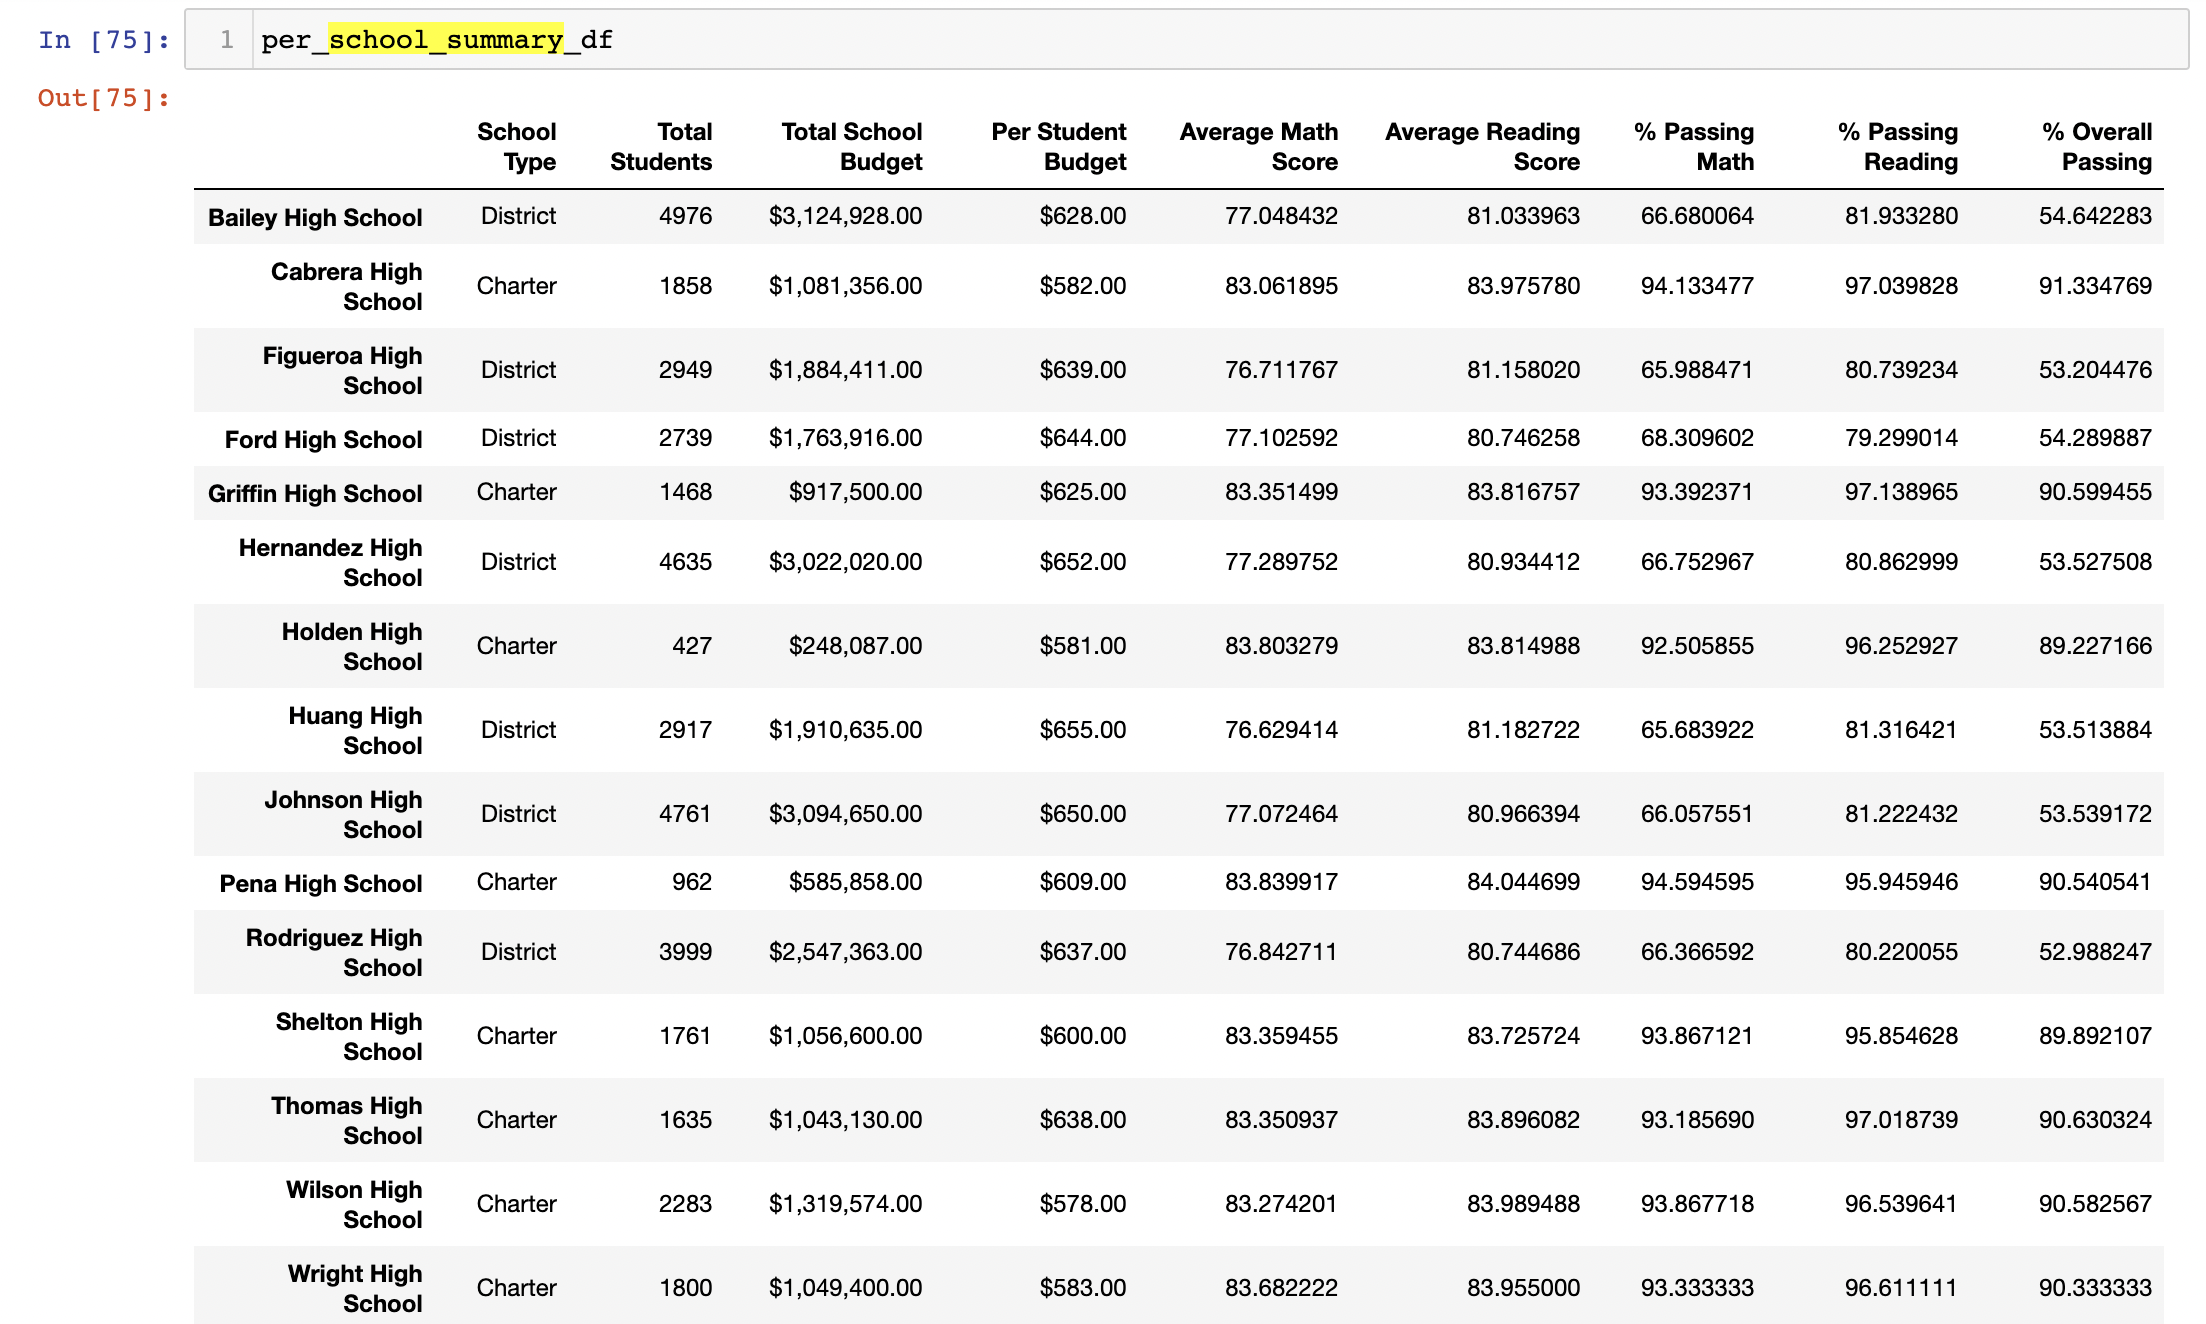 In [75]: 1 per_school_summary_df
Out[75]:
School Type Total Students Total School Budget Per Student Budget Average Math Score Average Reading Score % Passing Math % Passing Reading % Overall Passing
Bailey High School District 4976 $3,124,928.00 $628.00 77.048432 81.033963 66.680064 81.933280 54.642283
Cabrera High School Charter 1858 $1,081,356.00 $582.00 83.061895 83.975780 94.133477 97.039828 91.334769
Figueroa High School District 2949 $1,884,411.00 $639.00 76.711767 81.158020 65.988471 80.739234 53.204476
Ford High School District 2739 $1,763,916.00 $644.00 77.102592 80.746258 68.309602 79.299014 54.289887
Griffin High School Charter 1468 $917,500.00 $625.00 83.351499 83.816757 93.392371 97.138965 90.599455
Hernandez High School District 4635 $3,022,020.00 $652.00 77.289752 80.934412 66.752967 80.862999 53.527508
Holden High School Charter 427 $248,087.00 $581.00 83.803279 83.814988 92.505855 96.252927 89.227166
Huang High School District 2917 $1,910,635.00 $655.00 76.629414 81.182722 65.683922 81.316421 53.513884
Johnson High School District 4761 $3,094,650.00 $650.00 77.072464 80.966394 66.057551 81.222432 53.539172
Pena High School Charter 962 $585,858.00 $609.00 83.839917 84.044699 94.594595 95.945946 90.540541
Rodriguez High School District 3999 $2,547,363.00 $637.00 76.842711 80.744686 66.366592 80.220055 52.988247
Shelton High School Charter 1761 $1,056,600.00 $600.00 83.359455 83.725724 93.867121 95.854628 89.892107
Thomas High School Charter 1635 $1,043,130.00 $638.00 83.350937 83.896082 93.185690 97.018739 90.630324
Wilson High School Charter 2283 $1,319,574.00 $578.00 83.274201 83.989488 93.867718 96.539641 90.582567
Wright High School Charter 1800 $1,049,400.00 $583.00 83.682222 83.955000 93.333333 96.611111 90.333333